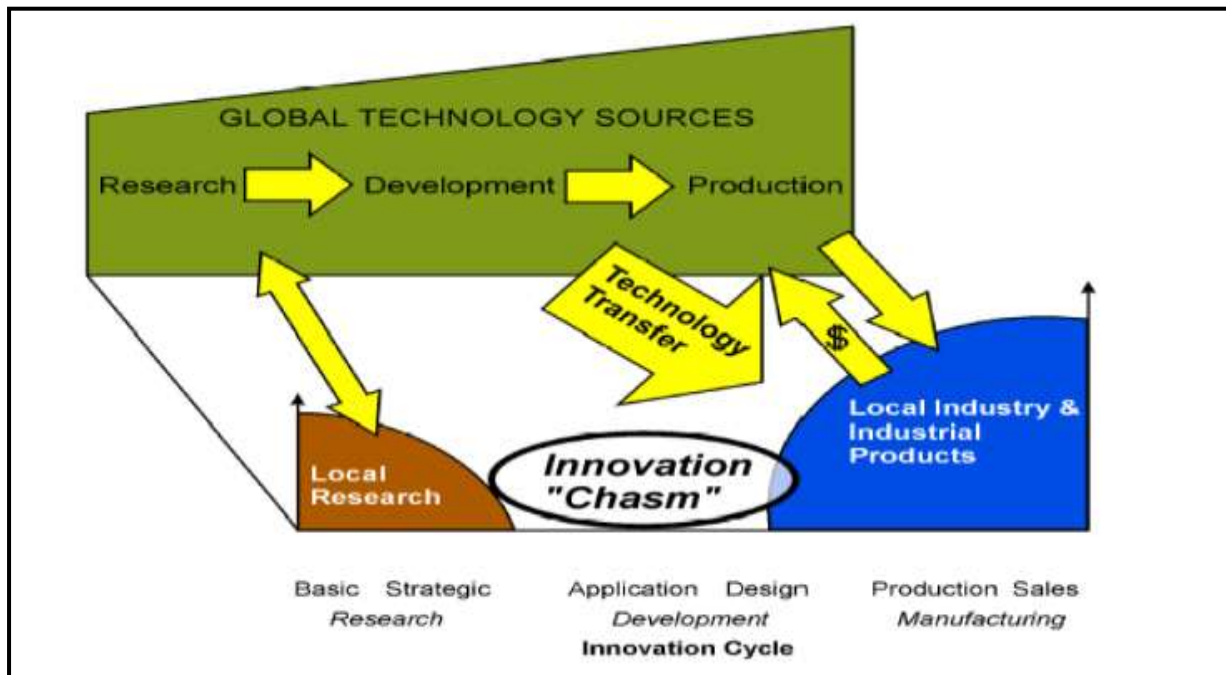 GLOBAL TECHNOLOGY SOURCES
Research
Development
Production
Technology
Transfer
$
Local Industry &
Industrial
Products
Local
Research
Innovation
"Chasm"
Basic Strategic
Application Design
Production Sales
Research
Development
Manufacturing
Innovation Cycle